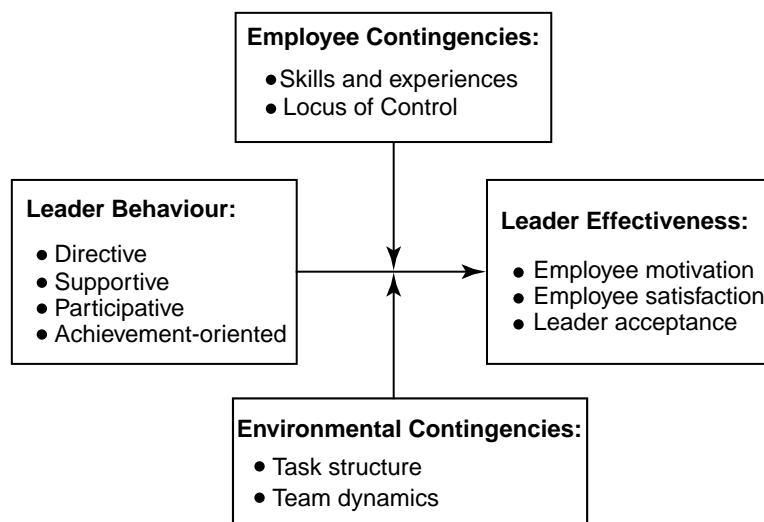 Employee Contingencies:
● Skills and experiences
● Locus of Control
Leader Behaviour:
● Directive
● Supportive
● Participative
● Achievement-oriented
Leader Effectiveness:
● Employee motivation
● Employee satisfaction
● Leader acceptance
Environmental Contingencies:
● Task structure
● Team dynamics